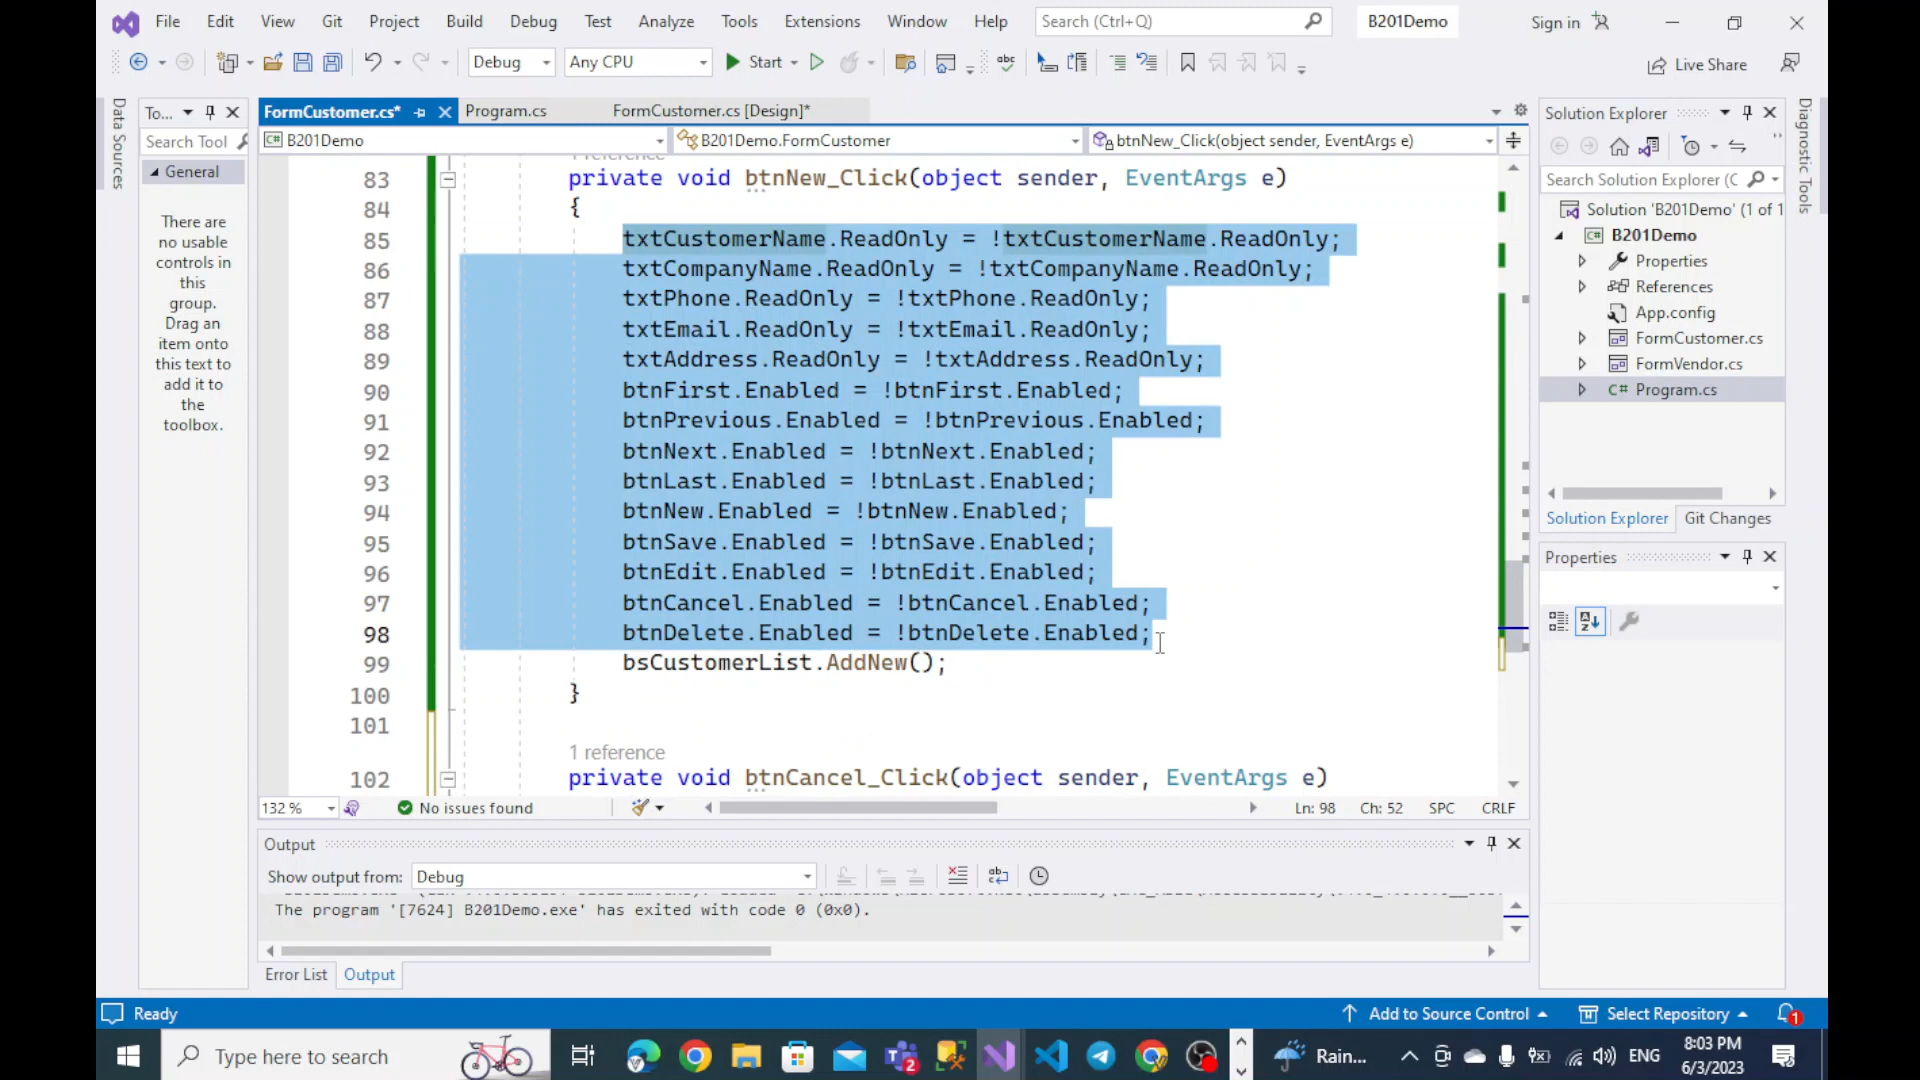 File Edit View Git Project Build Debug Test Analyze Tools Extensions Window Help Search (Ctrl+Q) B201Demo Sign in
Debug Any CPU Start Live Share
Data Sources
To...
Search Tool
General
There are
no usable
controls in
this
group.
Drag an
item onto
this text to
add it to
the
toolbox.
FormCustomer.cs* Program.cs FormCustomer.cs [Design]*
B201Demo B201Demo.FormCustomer btnNew_Click(object sender, EventArgs e)
83 private void btnNew_Click(object sender, EventArgs e)
84 {
85 txtCustomerName.ReadOnly = !txtCustomerName.ReadOnly;
86 txtCompanyName.ReadOnly = !txtCompanyName.ReadOnly;
87 txtPhone.ReadOnly = !txtPhone.ReadOnly;
88 txtEmail.ReadOnly = !txtEmail.ReadOnly;
89 txtAddress.ReadOnly = !txtAddress.ReadOnly;
90 btnFirst.Enabled = !btnFirst.Enabled;
91 btnPrevious.Enabled = !btnPrevious.Enabled;
92 btnNext.Enabled = !btnNext.Enabled;
93 btnLast.Enabled = !btnLast.Enabled;
94 btnNew.Enabled = !btnNew.Enabled;
95 btnSave.Enabled = !btnSave.Enabled;
96 btnEdit.Enabled = !btnEdit.Enabled;
97 btnCancel.Enabled = !btnCancel.Enabled;
98 btnDelete.Enabled = !btnDelete.Enabled;
99 bsCustomerList.AddNew();
100 }
101
1 reference
102 private void btnCancel_Click(object sender, EventArgs e)
132 % No issues found Ln: 98 Ch: 52 SPC CRLF
Output
Show output from: Debug
The program '[7624] B201Demo.exe' has exited with code 0 (0x0).
Error List Output
Solution Explorer
Search Solution Explorer (C
Solution 'B201Demo' (1 of 1
B201Demo
Properties
References
App.config
FormCustomer.cs
FormVendor.cs
Program.cs
Solution Explorer Git Changes
Properties
Diagnostic Tools
Ready Add to Source Control Select Repository 1
Type here to search 2 Rain... ENG 8:03 PM
6/3/2023